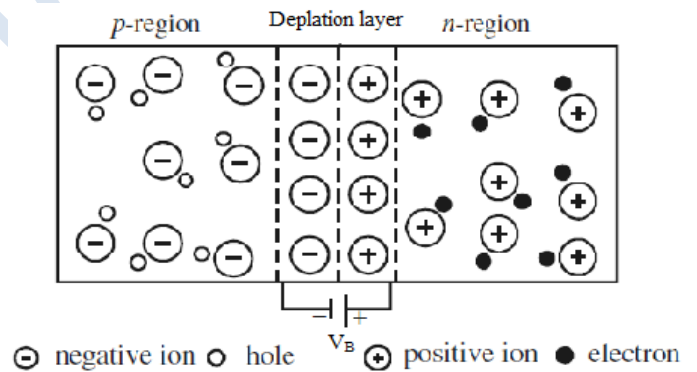 p-region Deplation layer n-region
− +
V_B
⊖ negative ion ○ hole ⊕ positive ion ● electron